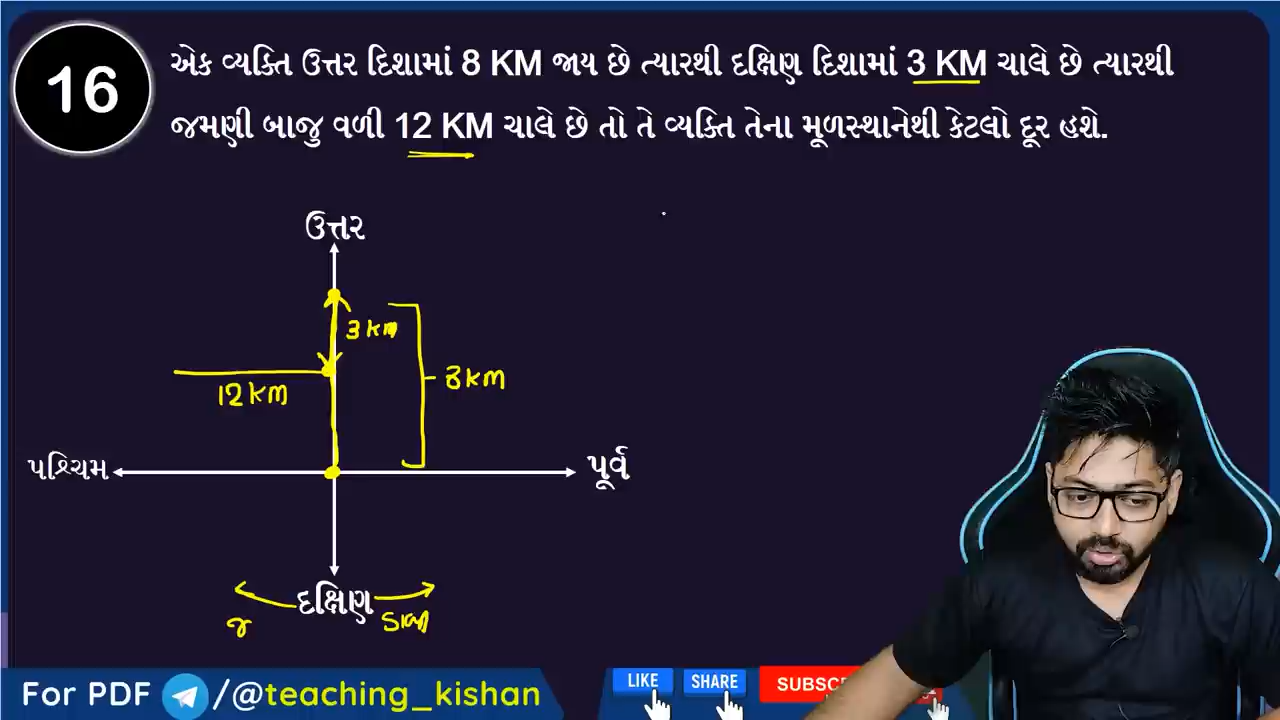 16
એક વ્યક્તિ ઉત્તર દિશામાં 8 KM જાય છે ત્યારથી દક્ષિણ દિશામાં 3 KM ચાલે છે ત્યારથી
જમણી બાજુ વળી 12 KM ચાલે છે તો તે વ્યક્તિ તેના મૂળસ્થાનેથી કેટલો દૂર હશે.
ઉત્તર
3 km
12 KM
8 KM
પશ્ચિમ
પૂર્વ
દક્ષિણ
જ
ડાબી
For PDF /@teaching_kishan
LIKE
SHARE